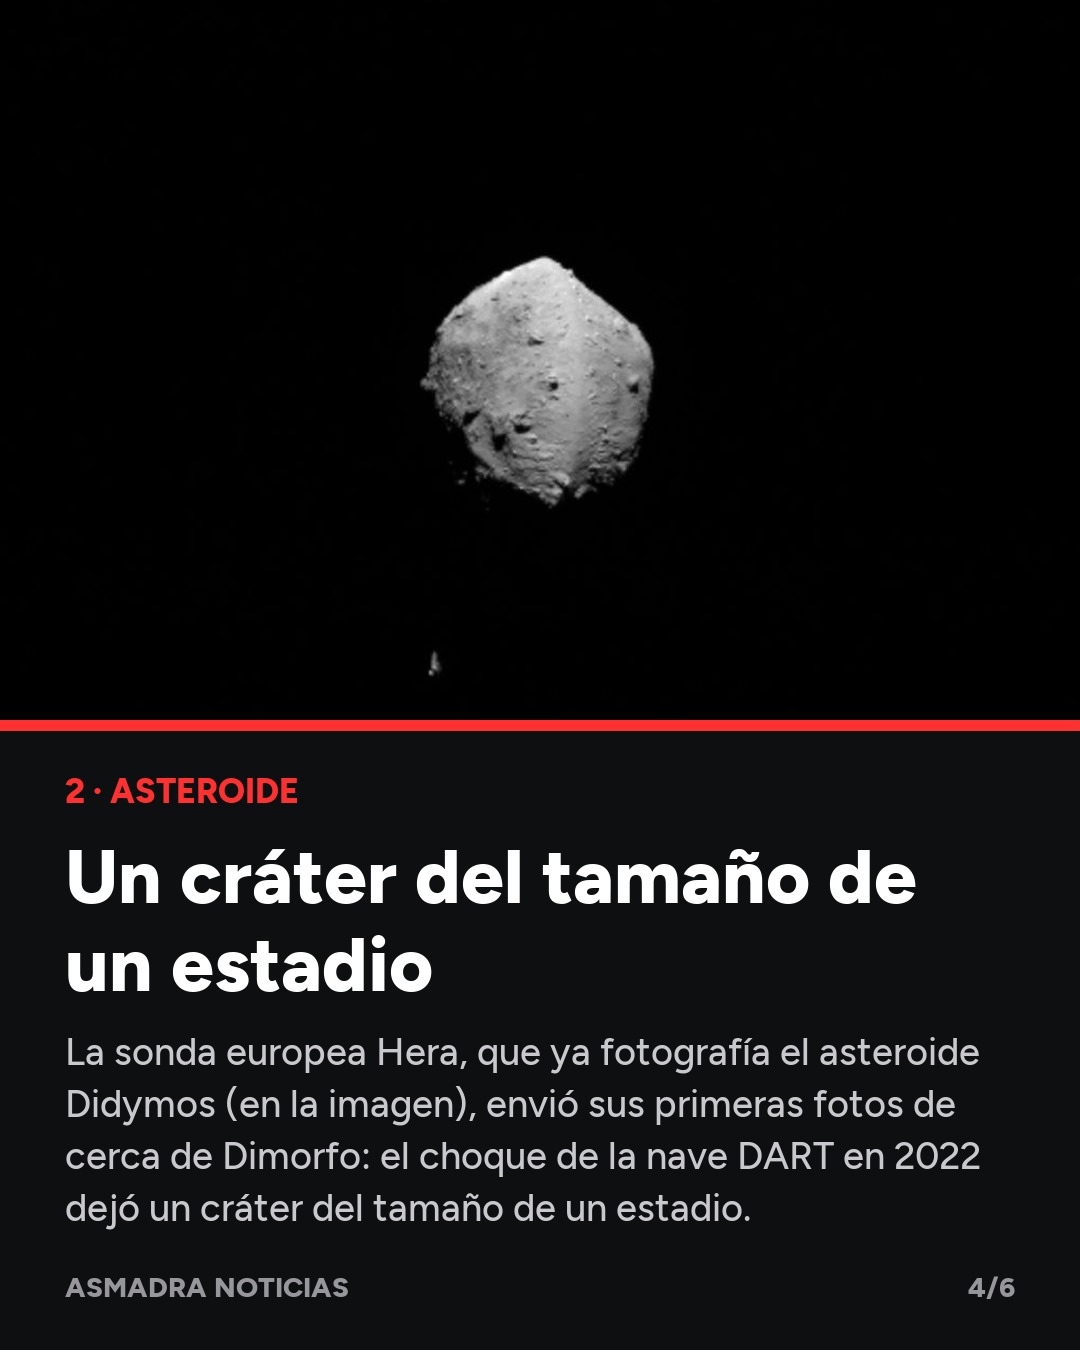 2 · ASTEROIDE
Un cráter del tamaño de
un estadio
La sonda europea Hera, que ya fotografía el asteroide
Didymos (en la imagen), envió sus primeras fotos de
cerca de Dimorfo: el choque de la nave DART en 2022
dejó un cráter del tamaño de un estadio.
ASMADRA NOTICIAS
4/6